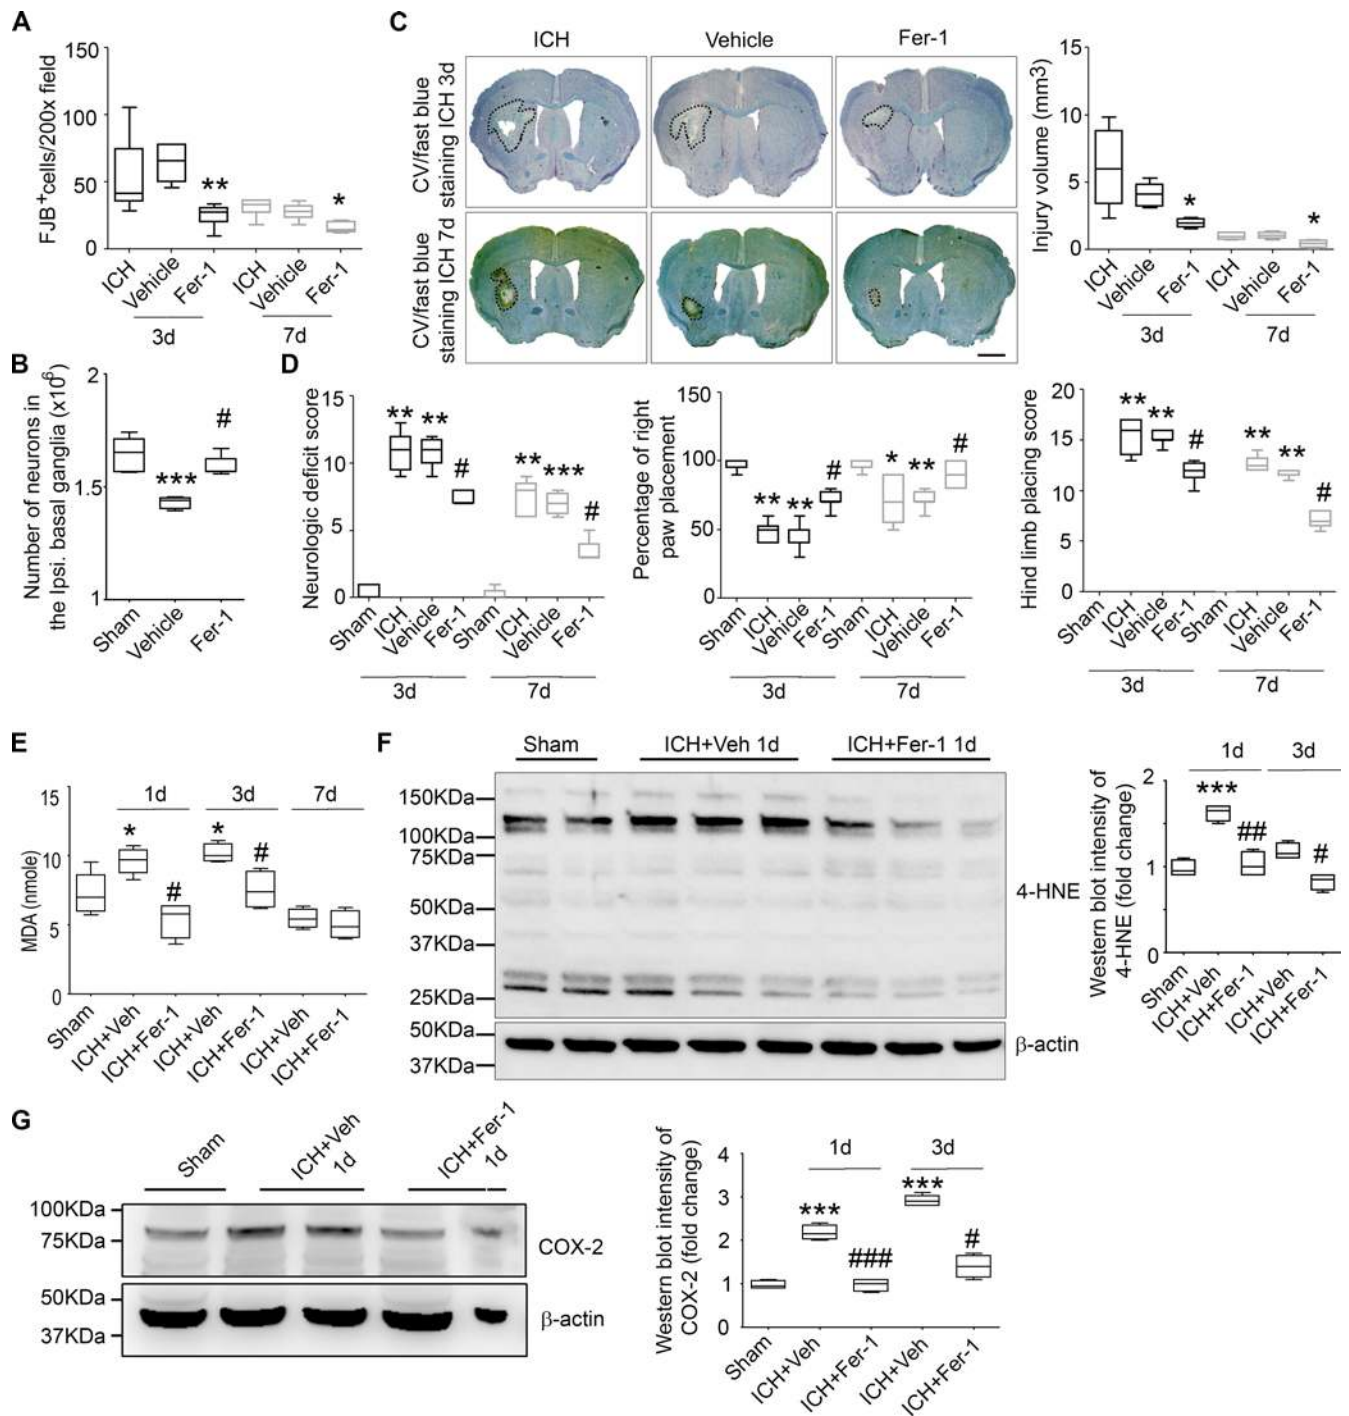 A
FJB+cells/200x field
150
100
50
0
**
*
ICH
Vehicle
Fer-1
ICH
Vehicle
Fer-1
3d
7d
C
ICH
Vehicle
Fer-1
CV/fast blue
staining ICH 3d
CV/fast blue
staining ICH 7d
Injury volume (mm3)
15
10
5
0
*
*
ICH
Vehicle
Fer-1
ICH
Vehicle
Fer-1
3d
7d
B
Number of neurons in
the Ipsi. basal ganglia (x10⁶)
2
1.5
1
***
#
Sham
Vehicle
Fer-1
D
Neurologic deficit score
15
10
5
0
**
**
#
**
***
#
Sham
ICH
Vehicle
Fer-1
Sham
ICH
Vehicle
Fer-1
3d
7d
Percentage of right
paw placement
150
100
50
0
**
**
#
*
**
#
Sham
ICH
Vehicle
Fer-1
Sham
ICH
Vehicle
Fer-1
3d
7d
Hind limb placing score
20
15
10
5
0
**
**
#
**
**
#
Sham
ICH
Vehicle
Fer-1
Sham
ICH
Vehicle
Fer-1
3d
7d
E
MDA (nmole)
15
10
5
0
1d
3d
7d
*
#
*
#
Sham
ICH+Veh
ICH+Fer-1
ICH+Veh
ICH+Fer-1
ICH+Veh
ICH+Fer-1
F
Sham
ICH+Veh 1d
ICH+Fer-1 1d
150KDa
100KDa
75KDa
50KDa
37KDa
25KDa
50KDa
37KDa
4-HNE
β-actin
Western blot intensity of
4-HNE (fold change)
2
1
0
1d
3d
***
##
#
Sham
ICH+Veh
ICH+Fer-1
ICH+Veh
ICH+Fer-1
G
Sham
ICH+Veh
1d
ICH+Fer-1
1d
100KDa
75KDa
50KDa
37KDa
COX-2
β-actin
Western blot intensity of
COX-2 (fold change)
4
3
2
1
0
1d
3d
***
###
***
#
Sham
ICH+Veh
ICH+Fer-1
ICH+Veh
ICH+Fer-1